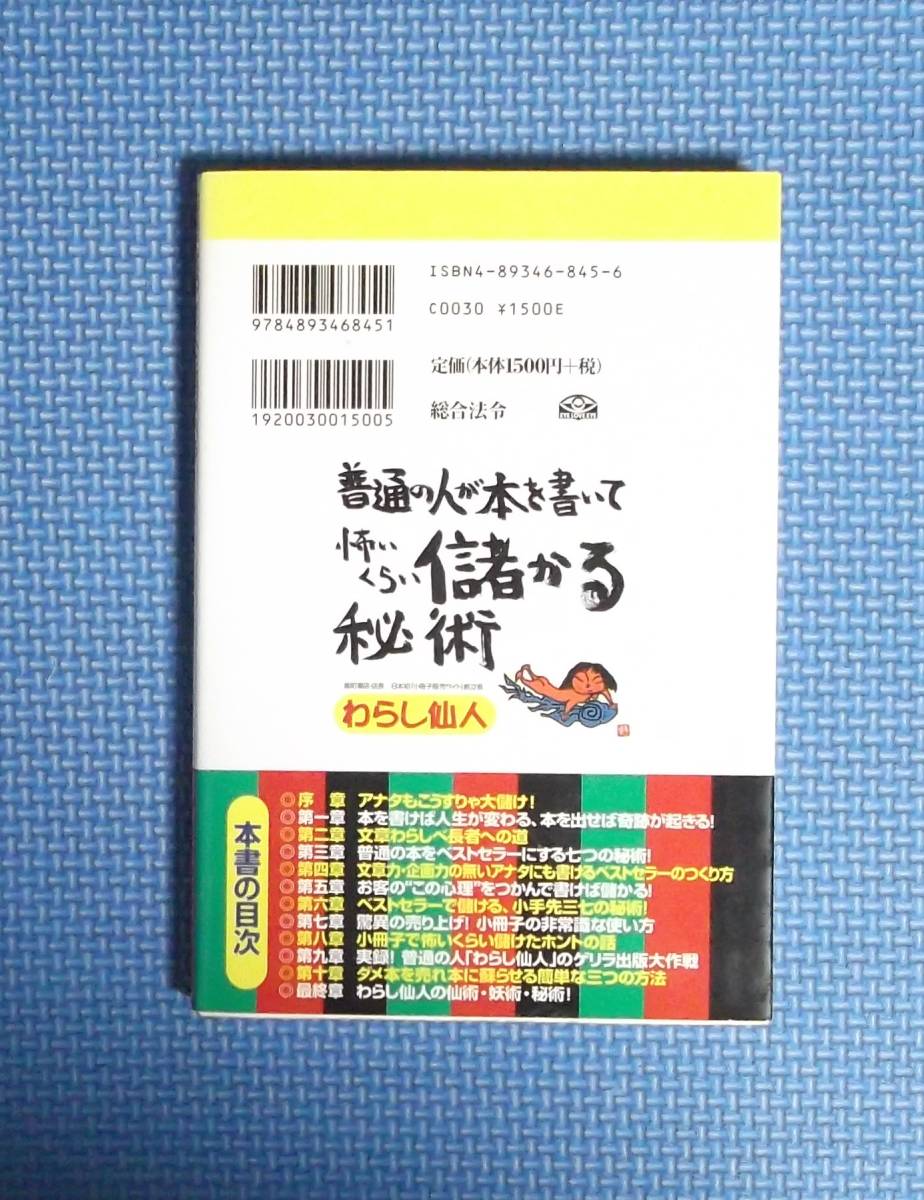 ISBN4-89346-845-6
C0030 ¥1500E
9784893468451
定価(本体1500円+税)
1920030015005
総合法令
EYE LOVE EYE
普通の人が本を書いて
怖い
くらい儲かる
秘術
わらし仙人
本書の目次
◎序 章 アナタもこうすりゃ大儲け!
◎第一章 本を書けば人生が変わる、本を出せば奇跡が起きる!
◎第二章 文章わらしべ長者への道
◎第三章 普通の本をベストセラーにする七つの秘術!
◎第四章 文章力・企画力の無いアナタにも書けるベストセラーのつくり方
◎第五章 お客の“この心理”をつかんで書けば儲かる!
◎第六章 ベストセラーで儲ける、小手先三七の秘術!
◎第七章 驚異の売り上げ! 小冊子の非常識な使い方
◎第八章 小冊子で怖いくらい儲けたホントの話
◎第九章 実録! 普通の人「わらし仙人」のゲリラ出版大作戦
◎第十章 ダメ本を売れ本に蘇らせる簡単な三つの方法
◎最終章 わらし仙人の仙術・妖術・秘術!